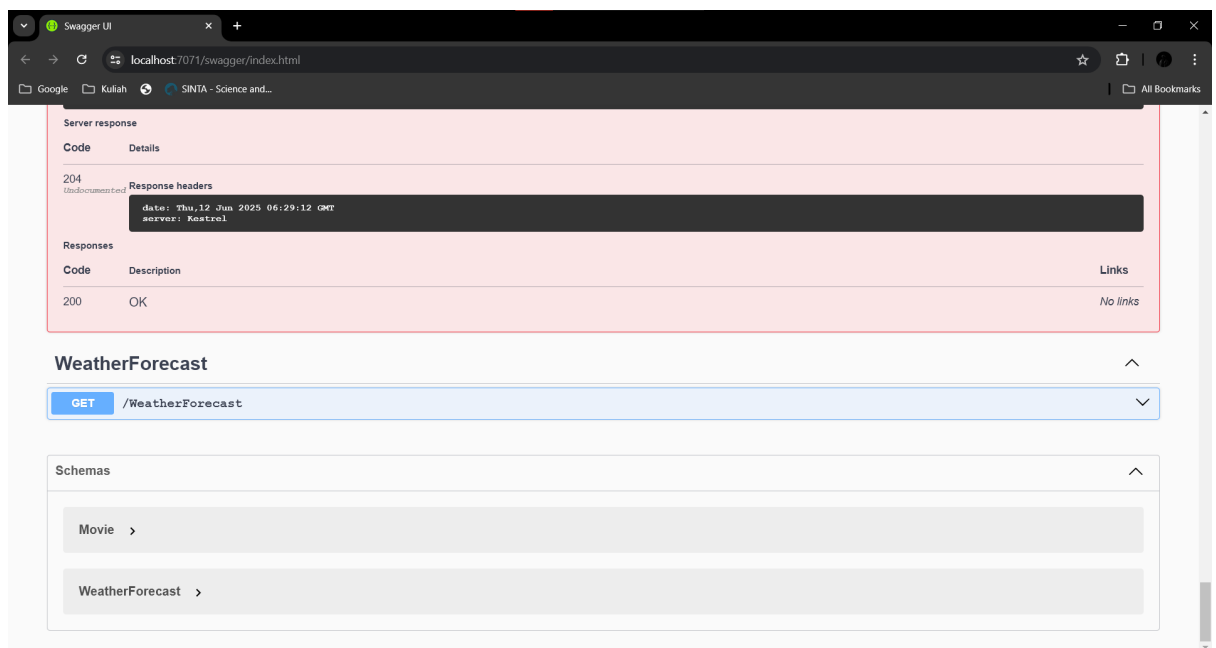 Swagger UI
localhost:7071/swagger/index.html
Google Kuliah SINTA - Science and... All Bookmarks
Server response
Code Details
204
Undocumented
Response headers
date: Thu,12 Jun 2025 06:29:12 GMT
server: Kestrel
Responses
Code Description Links
200 OK No links
WeatherForecast
GET /WeatherForecast
Schemas
Movie
WeatherForecast